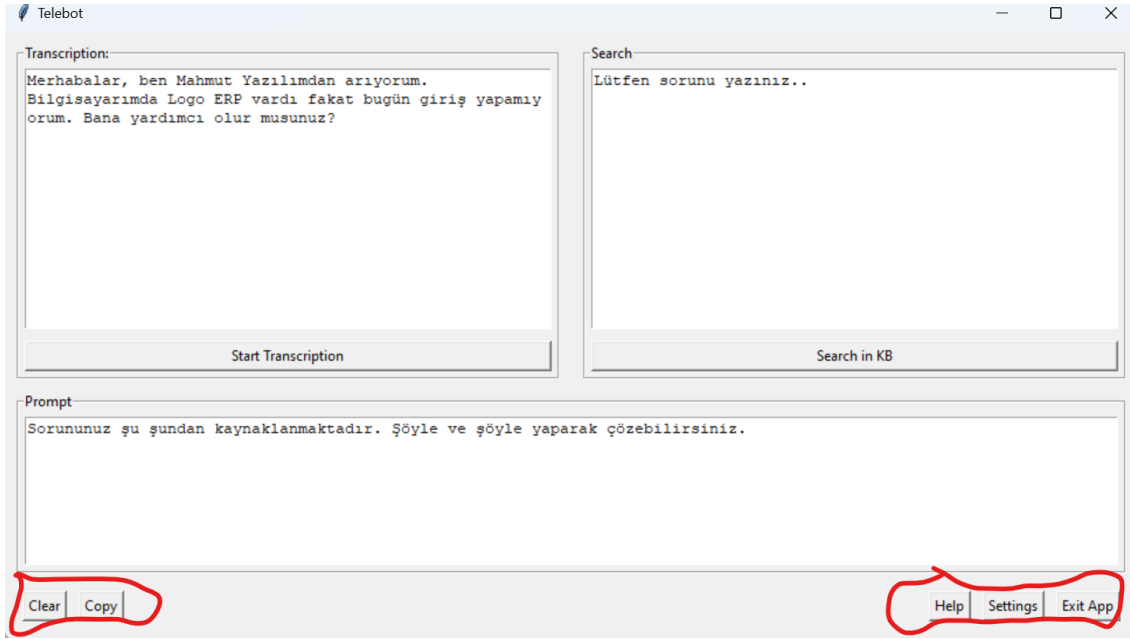 Telebot
Transcription:
Merhabalar, ben Mahmut Yazılımdan arıyorum.
Bilgisayarımda Logo ERP vardı fakat bugün giriş yapamıy
orum. Bana yardımcı olur musunuz?
Start Transcription
Search
Lütfen sorunu yazınız..
Search in KB
Prompt
Sorununuz şu şundan kaynaklanmaktadır. Şöyle ve şöyle yaparak çözebilirsiniz.
Clear Copy Help Settings Exit App